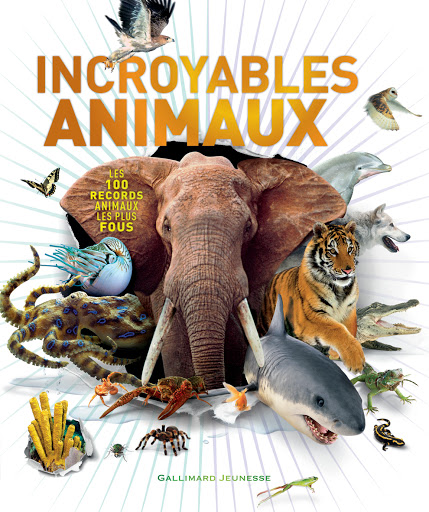 INCROYABLES
ANIMAUX
LES
100
RECORDS
ANIMAUX
LES PLUS
FOUS
GALLIMARD JEUNESSE